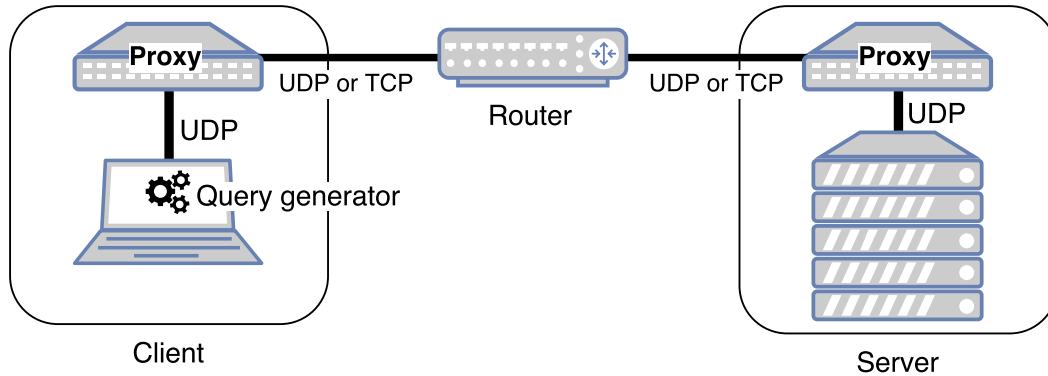 Proxy
UDP or TCP
Router
UDP or TCP
Proxy
UDP
UDP
Query generator
Client
Server